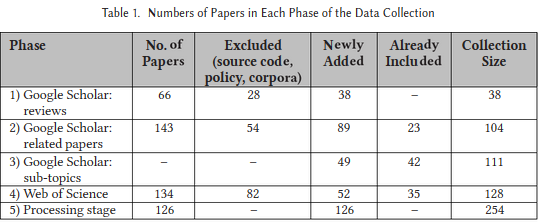 Table 1. Numbers of Papers in Each Phase of the Data Collection
Phase No. of Papers Excluded (source code, policy, corpora) Newly Added Already Included Collection Size
1) Google Scholar: reviews 66 28 38 – 38
2) Google Scholar: related papers 143 54 89 23 104
3) Google Scholar: sub-topics – – 49 42 111
4) Web of Science 134 82 52 35 128
5) Processing stage 126 – 126 – 254